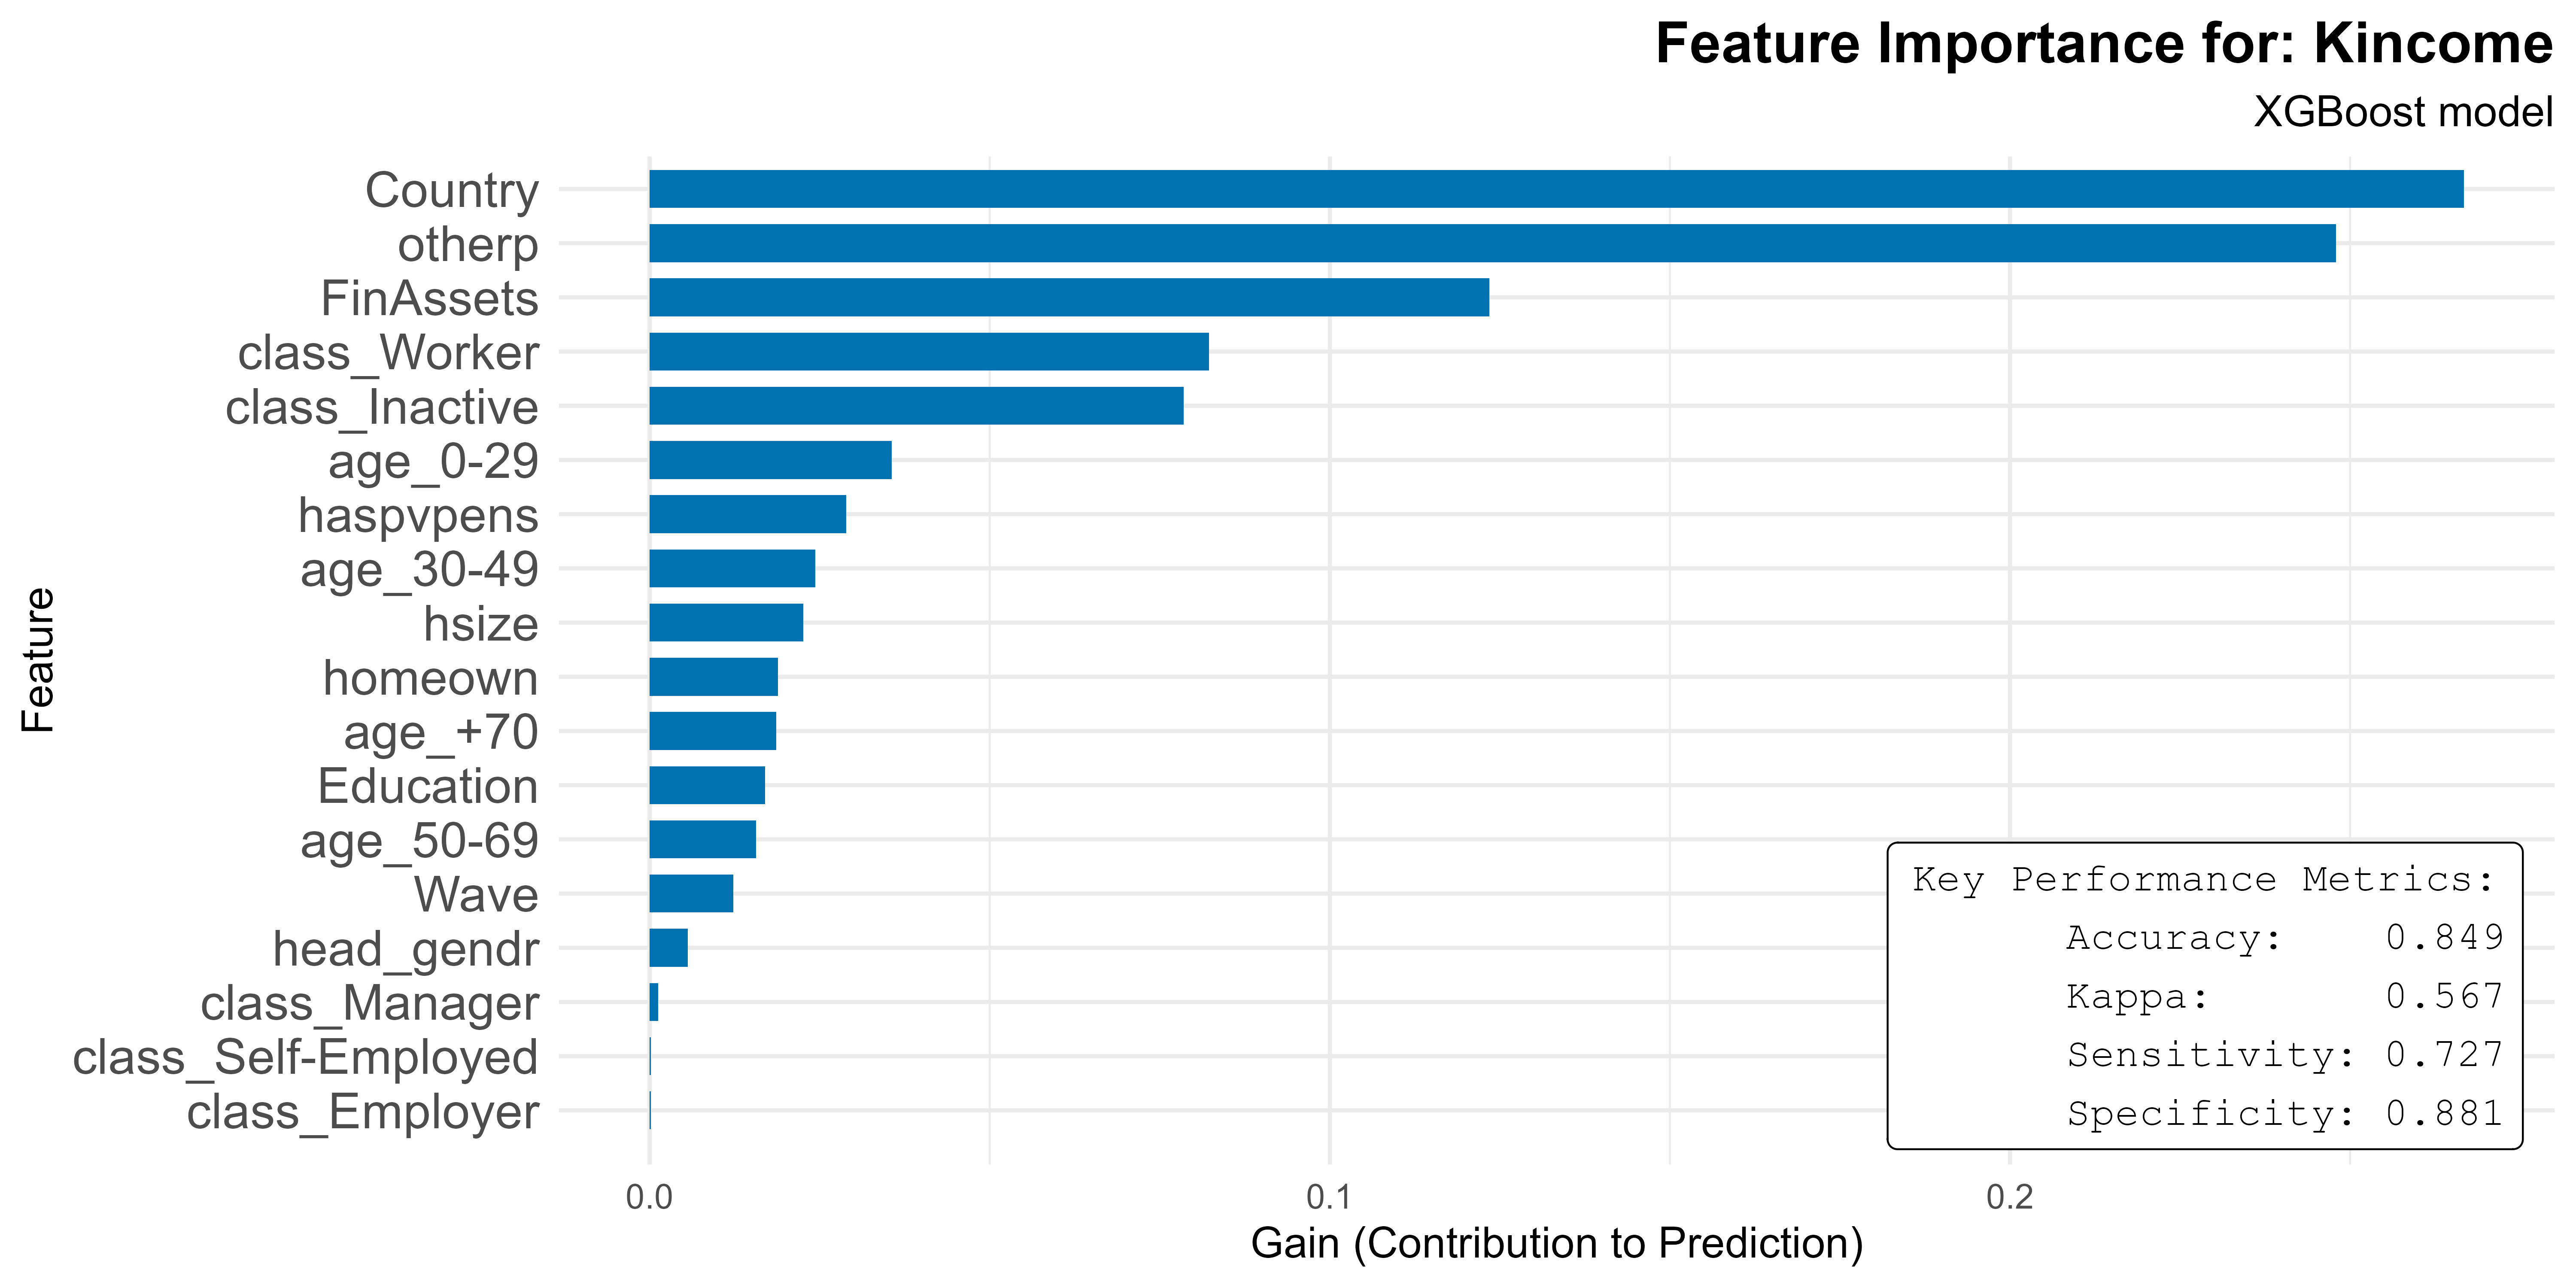 Feature Importance for: Kincome
XGBoost model
Feature
Country
otherp
FinAssets
class_Worker
class_Inactive
age_0-29
haspvpens
age_30-49
hsize
homeown
age_+70
Education
age_50-69
Wave
head_gendr
class_Manager
class_Self-Employed
class_Employer
Key Performance Metrics:
Accuracy: 0.849
Kappa: 0.567
Sensitivity: 0.727
Specificity: 0.881
0.0 0.1 0.2
Gain (Contribution to Prediction)